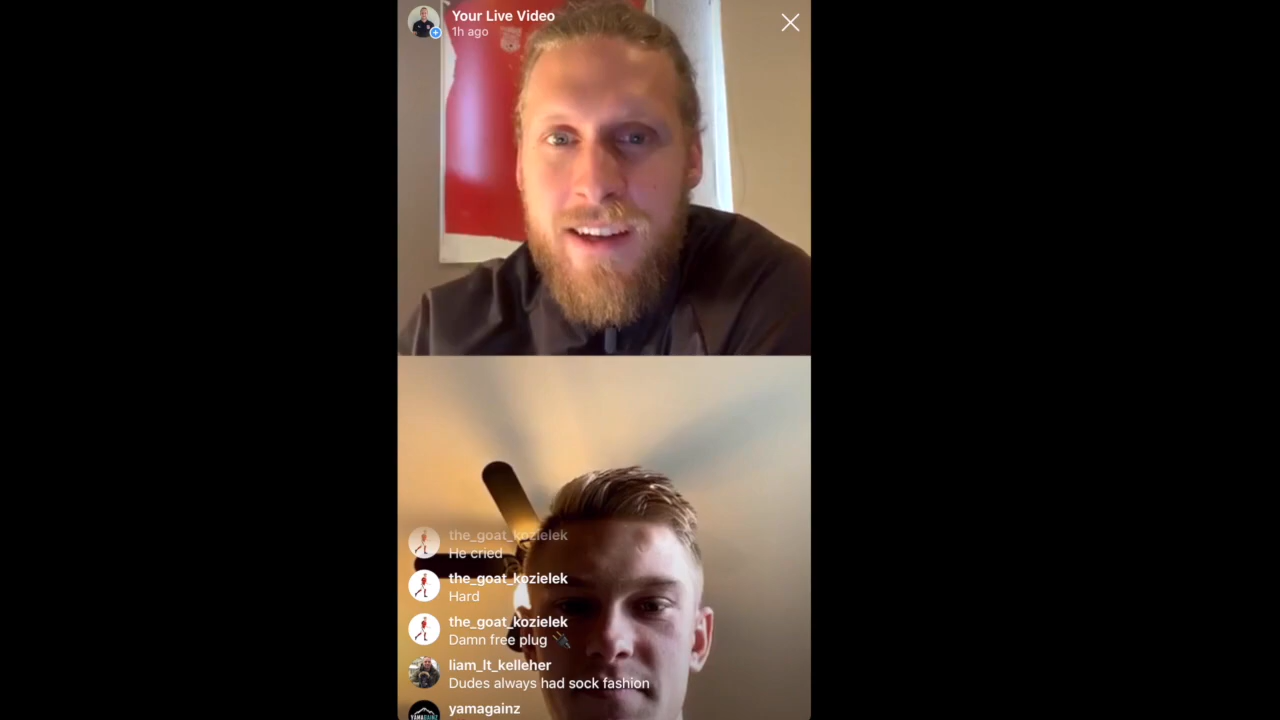 Your Live Video
1h ago
the_goat_kozielek
He cried
the_goat_kozielek
Hard
the_goat_kozielek
Damn free plug 🔌
liam_lt_kelleher
Dudes always had sock fashion
yamagainz
YAMAGAINZ